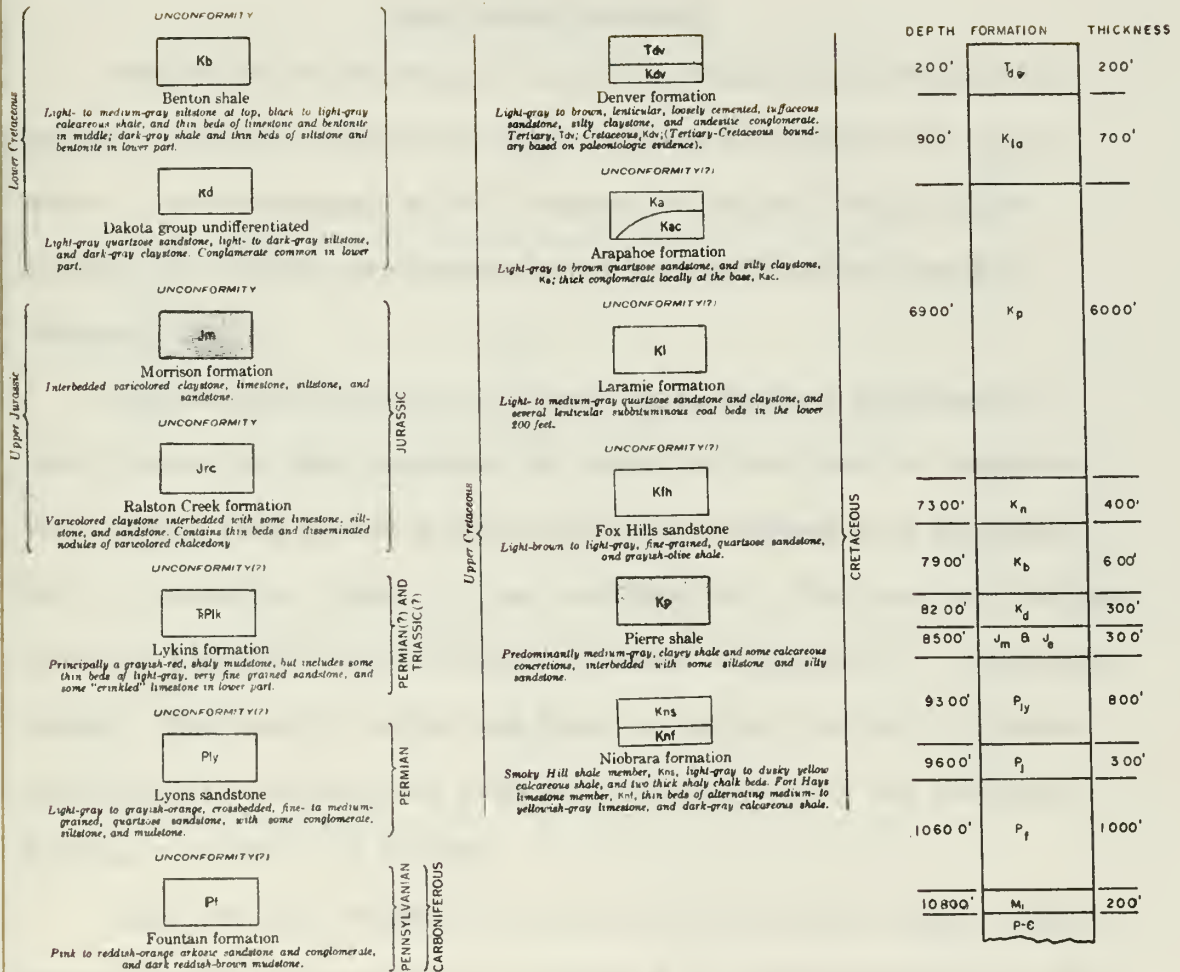 UNCONFORMITY
Kb
Benton shale
Light- to medium-gray siltstone at top, black to light-gray
calcareous shale, and thin beds of limestone and bentonite
in middle; dark-gray shale and thin beds of siltstone and
bentonite in lower part.
Kd
Dakota group undifferentiated
Light-gray quartzose sandstone, light- to dark-gray siltstone,
and dark-gray claystone. Conglomerate common in lower
part.
Lower Cretaceous
UNCONFORMITY
Jm
Morrison formation
Interbedded varicolored claystone, limestone, siltstone, and
sandstone.
UNCONFORMITY
Jrc
Ralston Creek formation
Varicolored claystone interbedded with some limestone, silt-
stone, and sandstone. Contains thin beds and disseminated
nodules of varicolored chalcedony
Upper Jurassic
JURASSIC
UNCONFORMITY(?)
TꝐlk
Lykins formation
Principally a grayish-red, shaly mudstone, but includes some
thin beds of light-gray, very fine grained sandstone, and
some "crinkled" limestone in lower part.
PERMIAN(?) AND
TRIASSIC(?)
UNCONFORMITY(?)
Ply
Lyons sandstone
Light-gray to grayish-orange, crossbedded, fine- to medium-
grained, quartzose sandstone, with some conglomerate,
siltstone, and mudstone.
PERMIAN
UNCONFORMITY(?)
Pf
Fountain formation
Pink to reddish-orange arkosic sandstone and conglomerate,
and dark reddish-brown mudstone.
PENNSYLVANIAN
CARBONIFEROUS
Tdv
Kdv
Denver formation
Light-gray to brown, lenticular, loosely cemented, tuffaceous
sandstone, silty claystone, and andesitic conglomerate.
Tertiary, Tdv; Cretaceous, Kdv; (Tertiary-Cretaceous bound-
ary based on paleontologic evidence).
UNCONFORMITY(?)
Ka
Kac
Arapahoe formation
Light-gray to brown quartzose sandstone, and silty claystone,
Ka; thick conglomerate locally at the base, Kac.
UNCONFORMITY(?)
Kl
Laramie formation
Light- to medium-gray quartzose sandstone and claystone, and
several lenticular subbituminous coal beds in the lower
200 feet.
UNCONFORMITY(?)
Kfh
Fox Hills sandstone
Light-brown to light-gray, fine-grained, quartzose sandstone,
and grayish-olive shale.
Kp
Pierre shale
Predominantly medium-gray, clayey shale and some calcareous
concretions, interbedded with some siltstone and silty
sandstone.
Kns
Knf
Niobrara formation
Smoky Hill shale member, Kns, light-gray to dusky yellow
calcareous shale, and two thick shaly chalk beds. Fort Hays
limestone member, Knf, thin beds of alternating medium- to
yellowish-gray limestone, and dark-gray calcareous shale.
Upper Cretaceous
CRETACEOUS
DEPTH FORMATION THICKNESS
200' 200'
900' Kla 700'
6900' Kp 6000'
7300' Kn 400'
7900' Kb 600'
8200' Kd 300'
8500' Jm & Je 300'
9300' Ply 800'
9600' Pl 300'
10600' Pf 1000'
10800' Ml 200'
P-Є